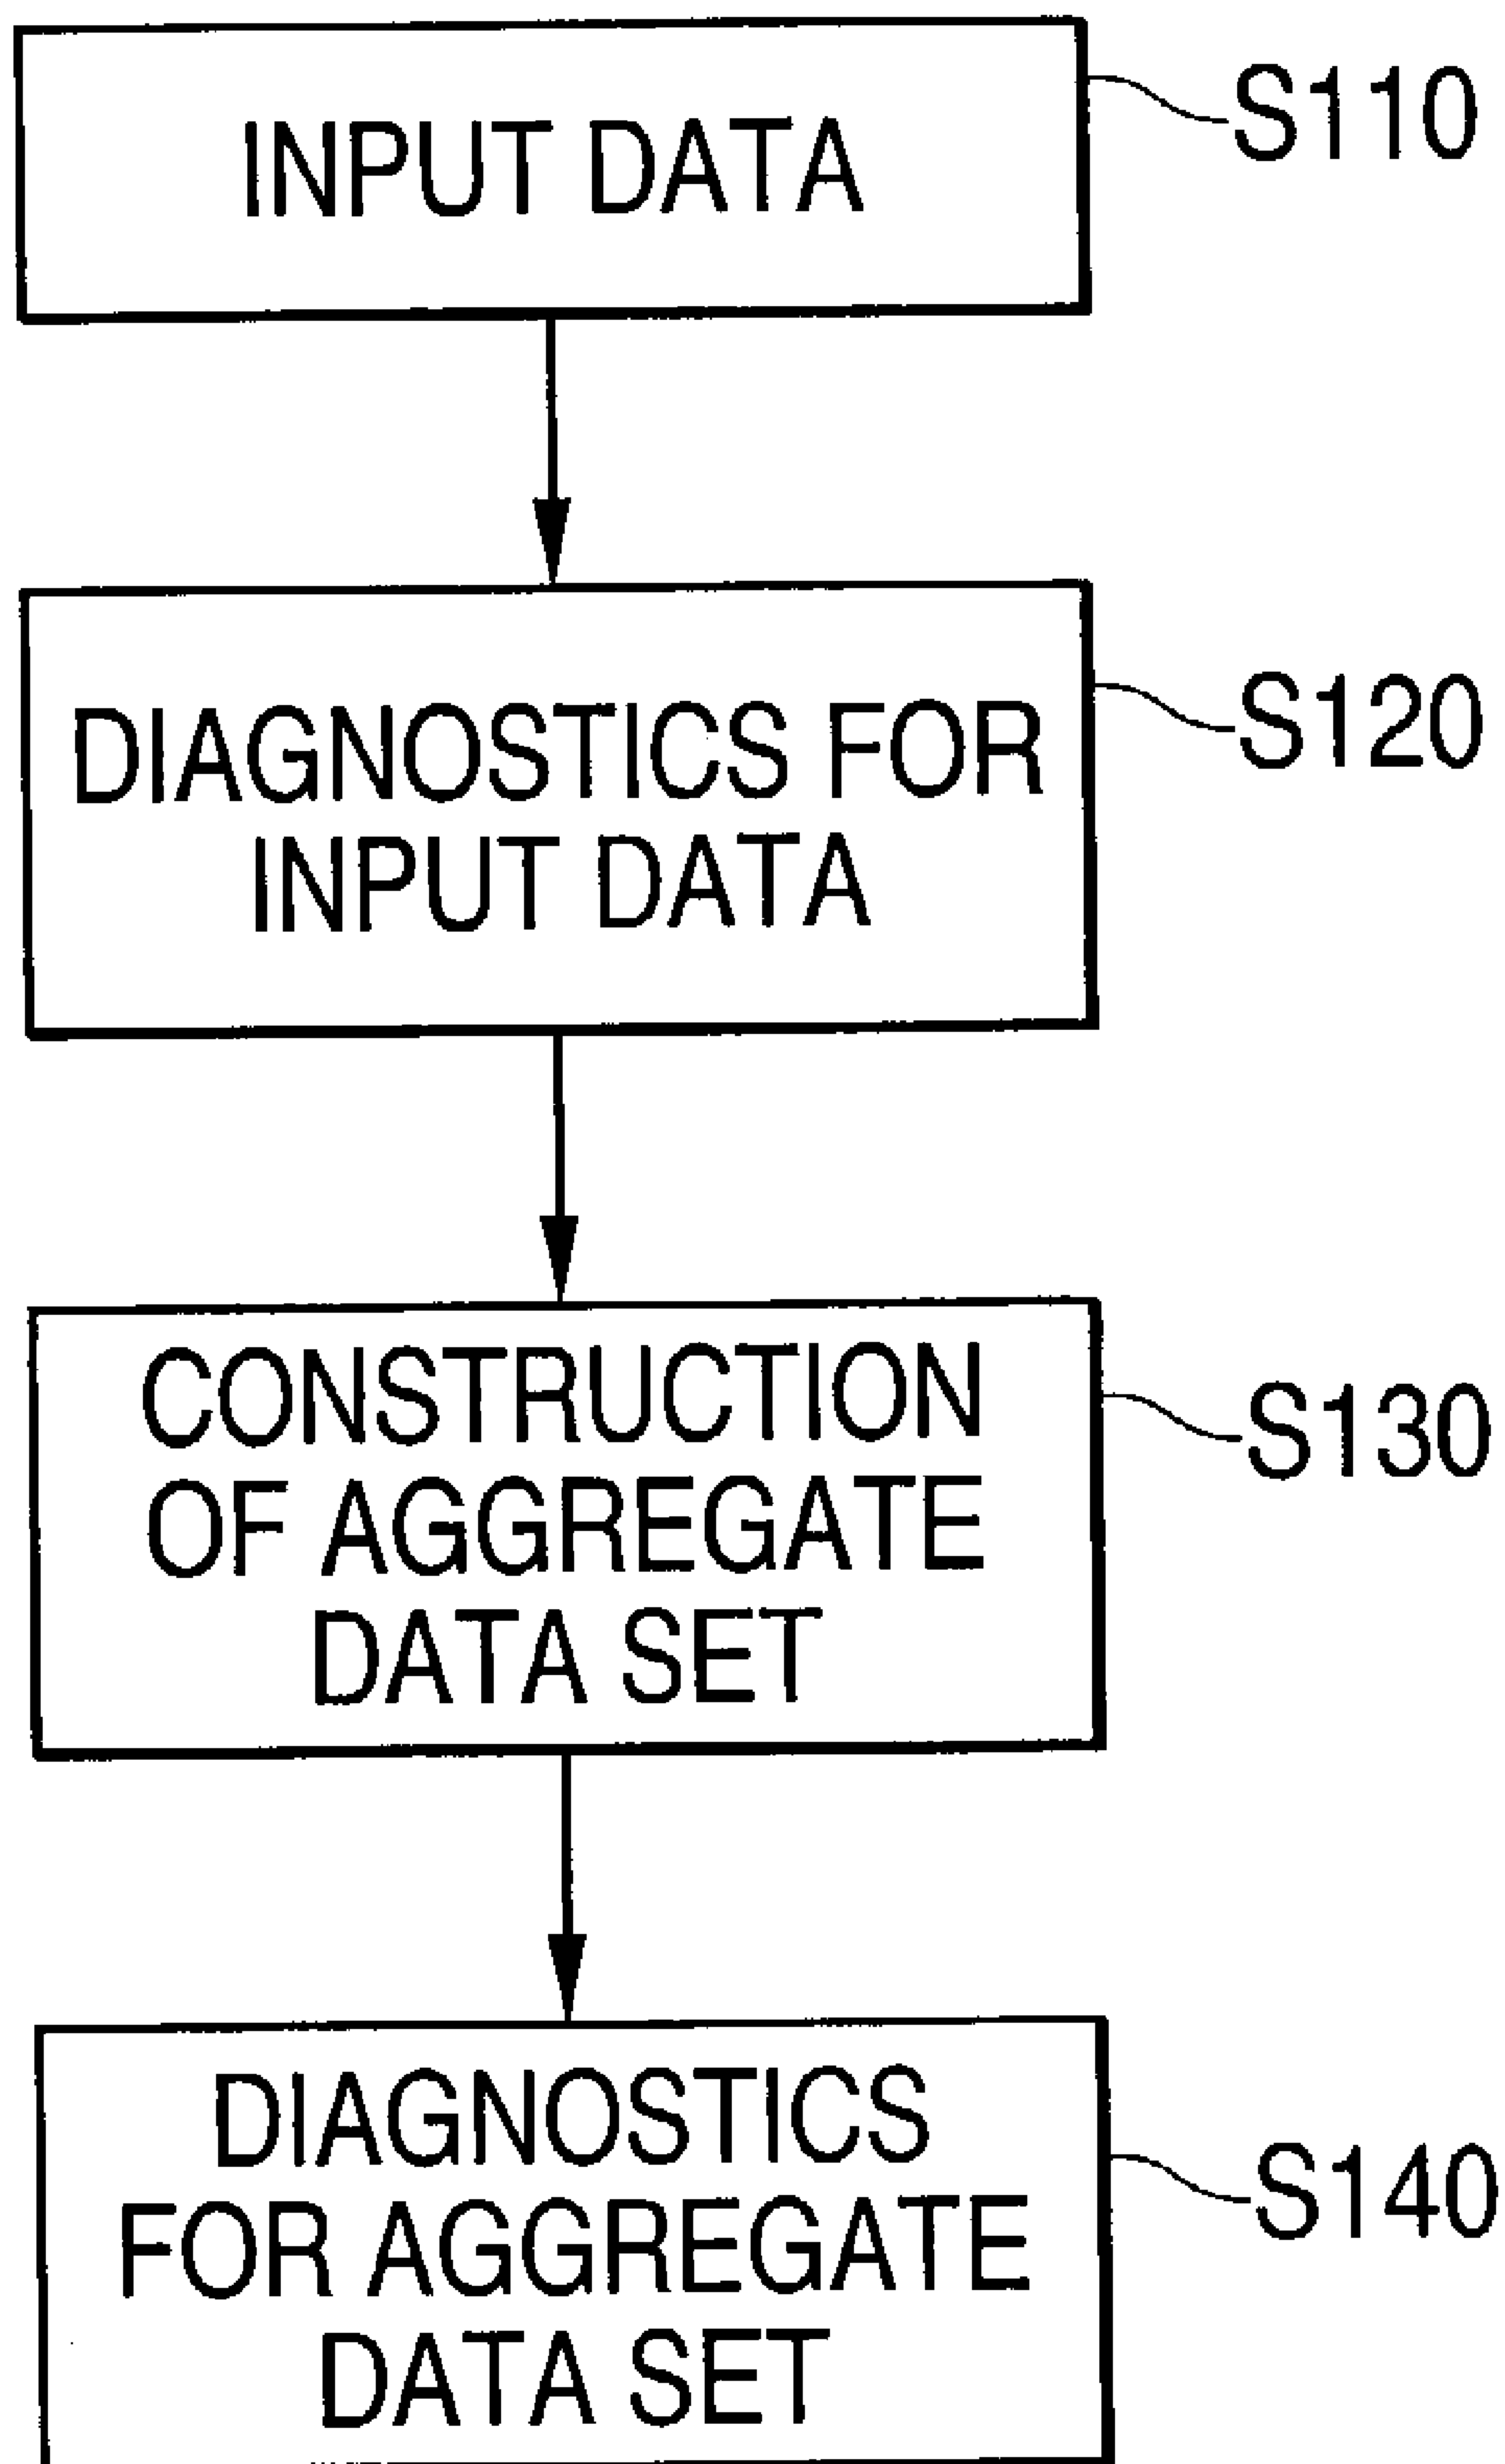 INPUT DATA
S110
DIAGNOSTICS FOR
INPUT DATA
S120
CONSTRUCTION
OF AGGREGATE
DATA SET
S130
DIAGNOSTICS
FOR AGGREGATE
DATA SET
S140